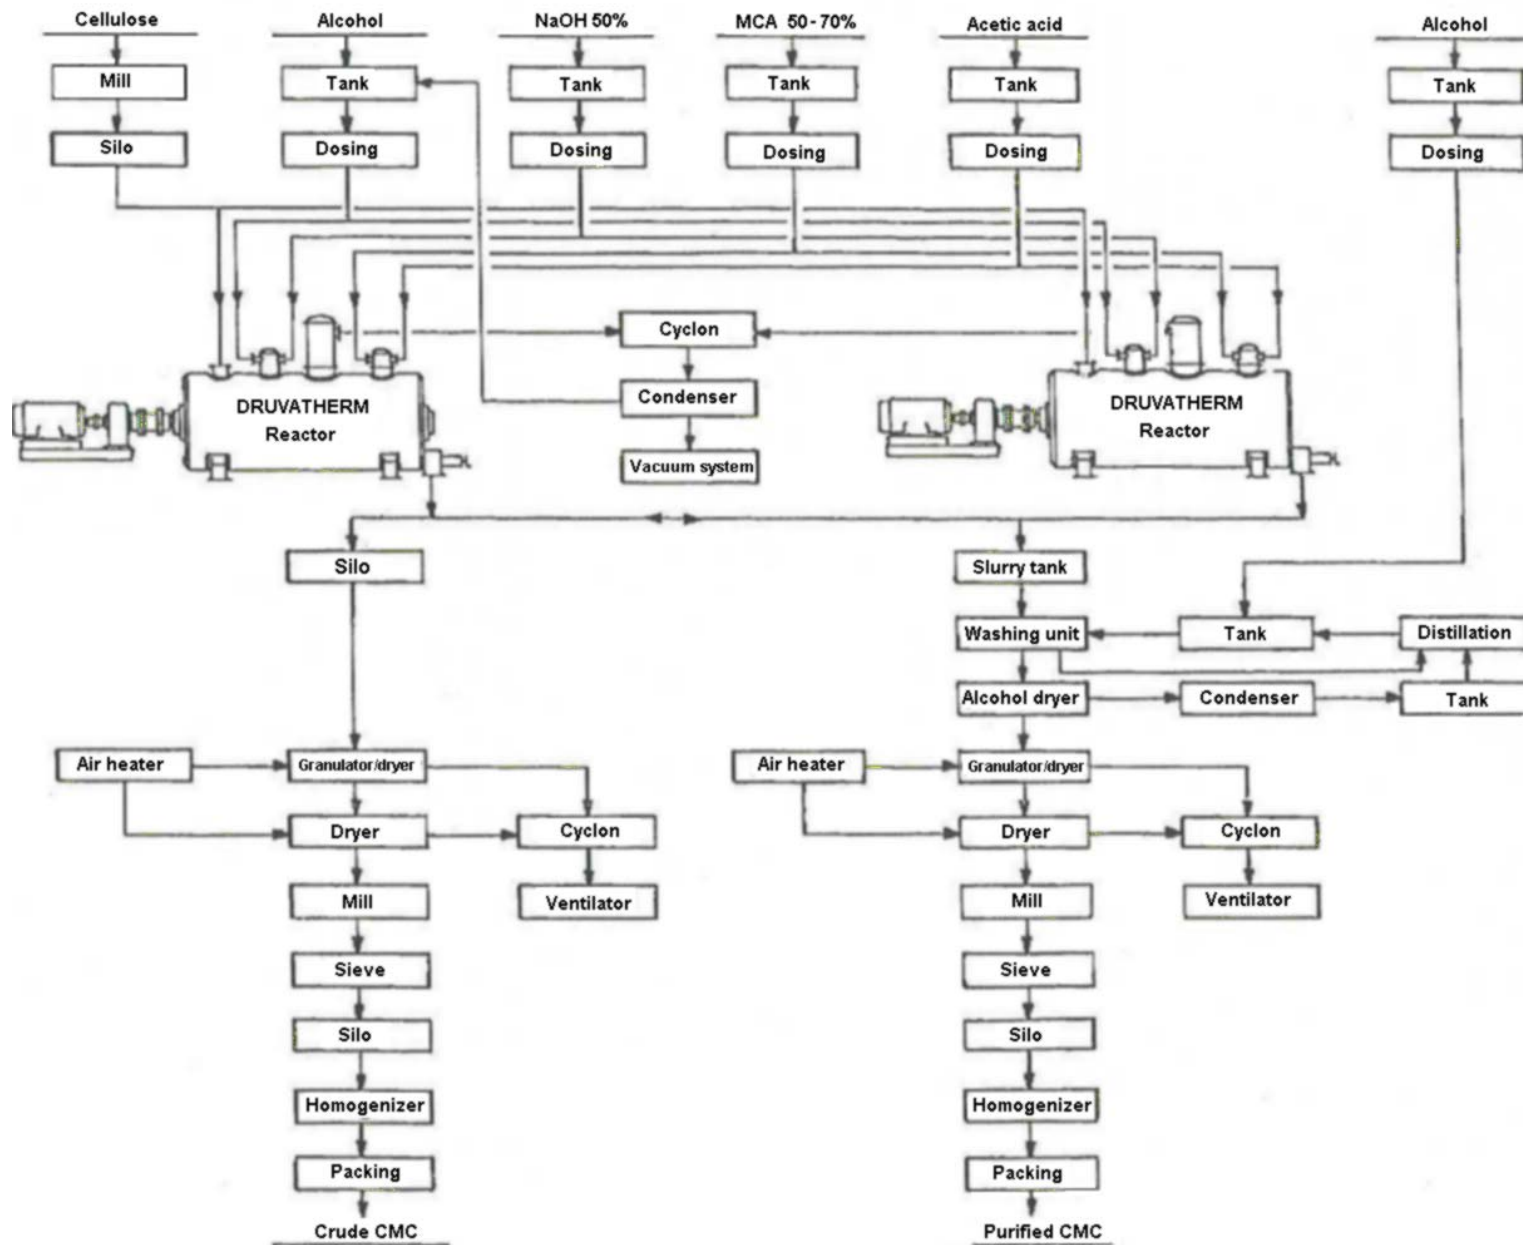 Cellulose
Alcohol
NaOH 50%
MCA 50-70%
Acetic acid
Alcohol
Mill
Tank
Tank
Tank
Tank
Tank
Silo
Dosing
Dosing
Dosing
Dosing
Dosing
Cyclon
Condenser
Vacuum system
DRUVATHERM
Reactor
DRUVATHERM
Reactor
Silo
Slurry tank
Washing unit
Tank
Distillation
Alcohol dryer
Condenser
Tank
Air heater
Granulator/dryer
Air heater
Granulator/dryer
Dryer
Cyclon
Dryer
Cyclon
Mill
Ventilator
Mill
Ventilator
Sieve
Sieve
Silo
Silo
Homogenizer
Homogenizer
Packing
Packing
Crude CMC
Purified CMC